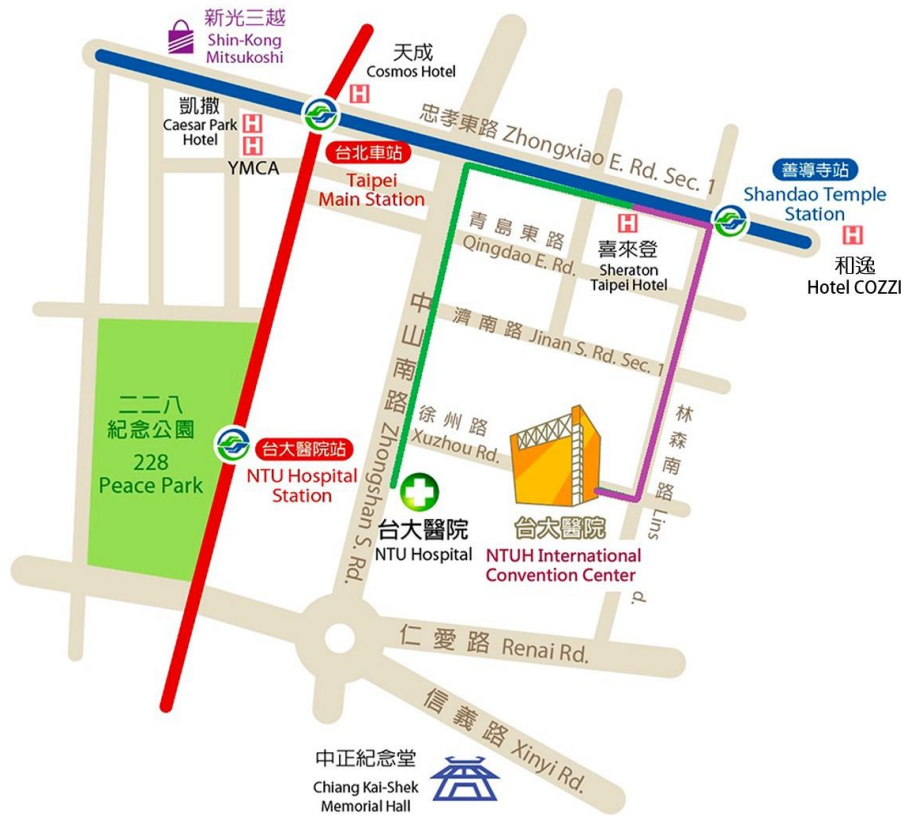 新光三越
Shin-Kong
Mitsukoshi
天成
Cosmos Hotel
H
凱撒
Caesar Park
Hotel
H
H
YMCA
台北車站
Taipei
Main Station
忠孝東路 Zhongxiao E. Rd. Sec. 1
善導寺站
Shandao Temple
Station
H
和逸
Hotel COZZI
青島東路
Qingdao E. Rd.
H
喜來登
Sheraton
Taipei Hotel
濟南路 Jinan S. Rd. Sec. 1
中山南路 Zhongshan S. Rd.
徐州路
Xuzhou Rd.
林森南路 Lins
d.
二二八
紀念公園
228
Peace Park
台大醫院站
NTU Hospital
Station
台大醫院
NTU Hospital
台大醫院
NTUH International
Convention Center
仁愛路 Renai Rd.
信義路 Xinyi Rd.
中正紀念堂
Chiang Kai-Shek
Memorial Hall